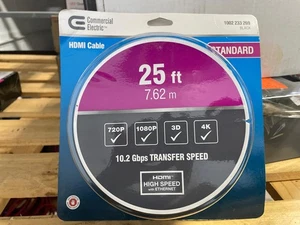 Commercial
Electric
HDMI Cable
STANDARD
25 ft
7.62 m
720P
1080P
3D
4K
10.2 Gbps TRANSFER SPEED
HDMI
HIGH SPEED
with ETHERNET